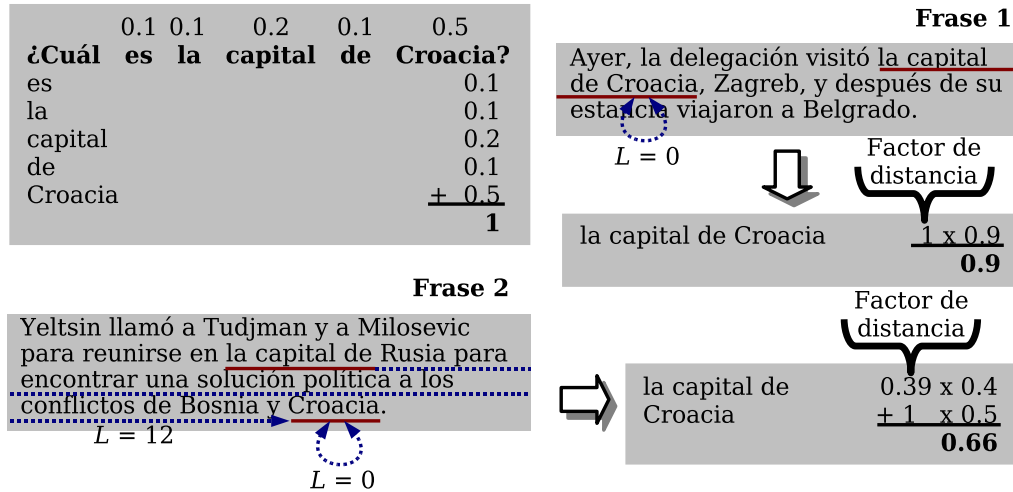 0.1 0.1 0.2 0.1 0.5
¿Cuál es la capital de Croacia?
es 0.1
la 0.1
capital 0.2
de 0.1
Croacia + 0.5
1
Frase 1
Ayer, la delegación visitó la capital
de Croacia, Zagreb, y después de su
estancia viajaron a Belgrado.
L = 0
Factor de
distancia
la capital de Croacia 1 x 0.9
0.9
Frase 2
Yeltsin llamó a Tudjman y a Milosevic
para reunirse en la capital de Rusia para
encontrar una solución política a los
conflictos de Bosnia y Croacia.
L = 12
L = 0
Factor de
distancia
la capital de 0.39 x 0.4
Croacia + 1 x 0.5
0.66